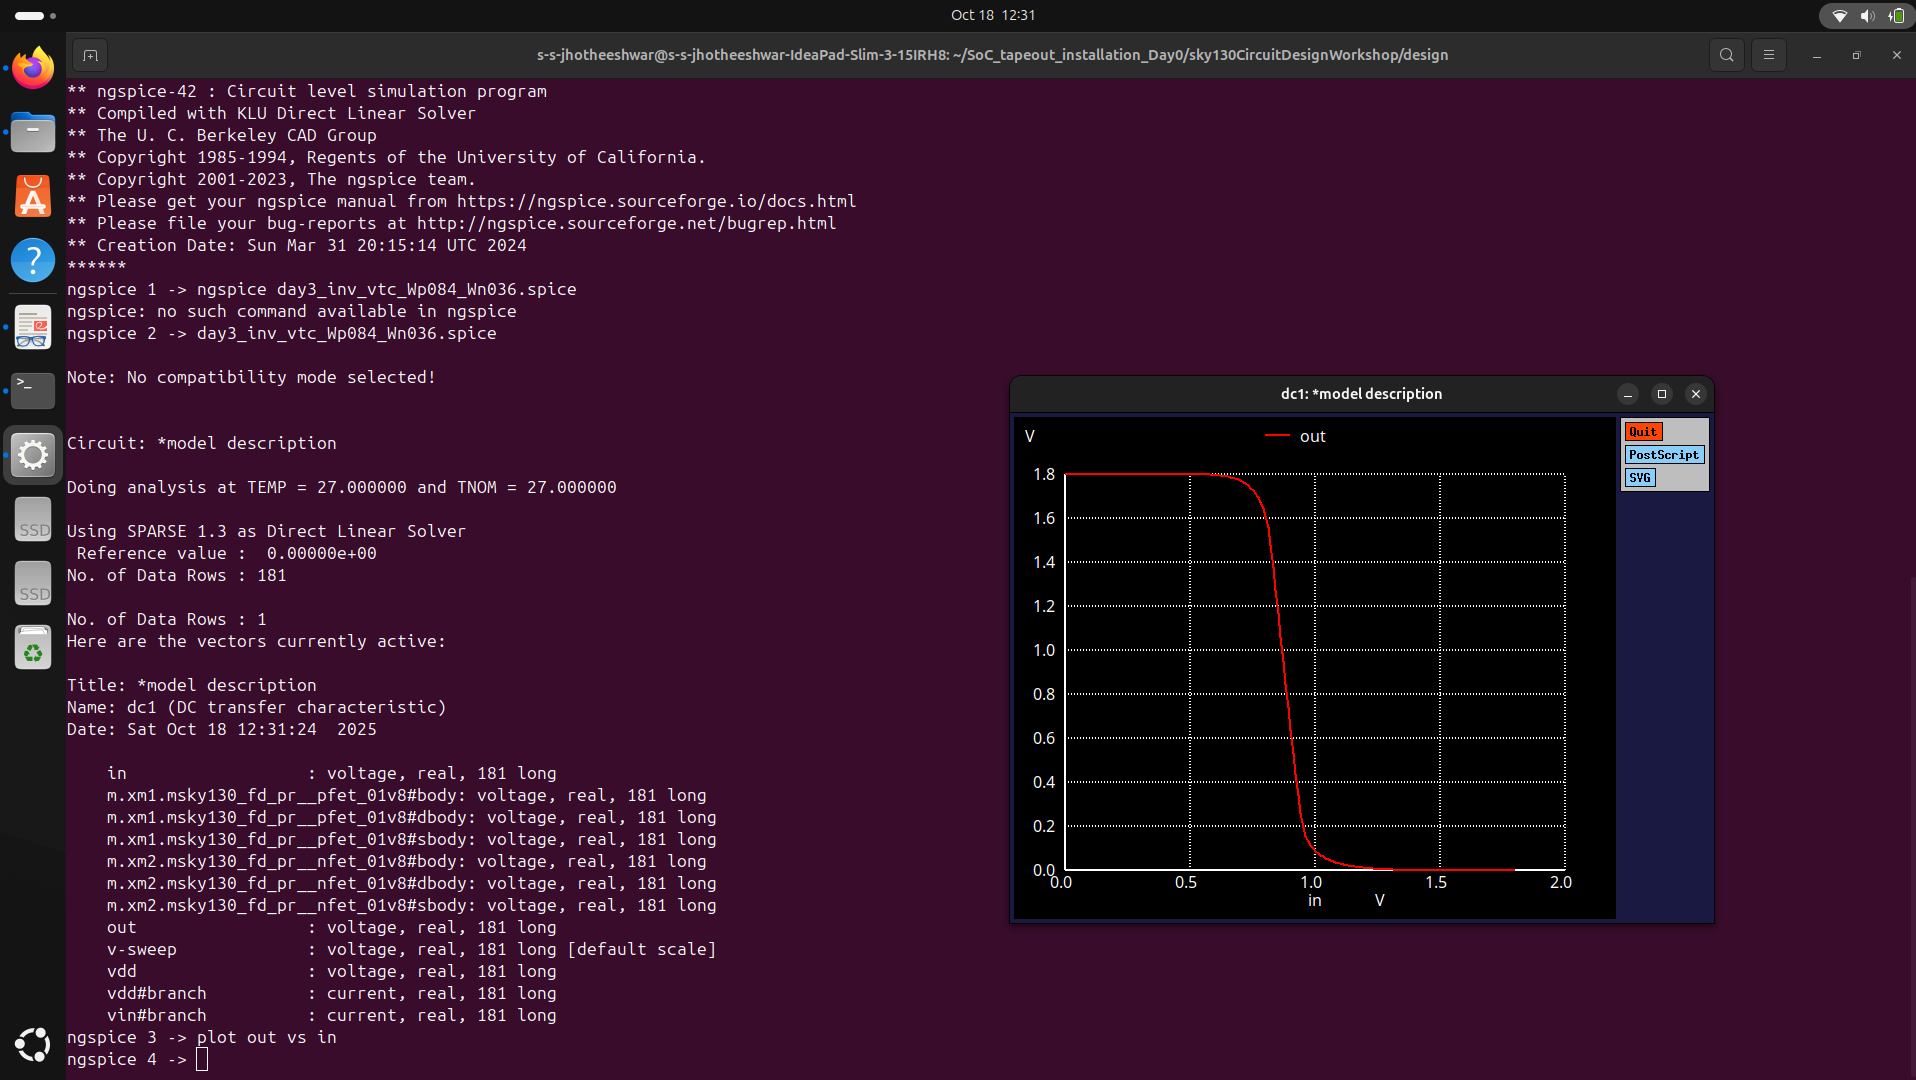 Oct 18 12:31
s-s-jhotheeshwar@s-s-jhotheeshwar-IdeaPad-Slim-3-15IRH8: ~/SoC_tapeout_installation_Day0/sky130CircuitDesignWorkshop/design
** ngspice-42 : Circuit level simulation program
** Compiled with KLU Direct Linear Solver
** The U. C. Berkeley CAD Group
** Copyright 1985-1994, Regents of the University of California.
** Copyright 2001-2023, The ngspice team.
** Please get your ngspice manual from https://ngspice.sourceforge.io/docs.html
** Please file your bug-reports at http://ngspice.sourceforge.net/bugrep.html
** Creation Date: Sun Mar 31 20:15:14 UTC 2024
******
ngspice 1 -> ngspice day3_inv_vtc_Wp084_Wn036.spice
ngspice: no such command available in ngspice
ngspice 2 -> day3_inv_vtc_Wp084_Wn036.spice
Note: No compatibility mode selected!
Circuit: *model description
Doing analysis at TEMP = 27.000000 and TNOM = 27.000000
Using SPARSE 1.3 as Direct Linear Solver
Reference value :  0.00000e+00
No. of Data Rows : 181
No. of Data Rows : 1
Here are the vectors currently active:
Title: *model description
Name: dc1 (DC transfer characteristic)
Date: Sat Oct 18 12:31:24  2025
in : voltage, real, 181 long
m.xm1.msky130_fd_pr__pfet_01v8#body: voltage, real, 181 long
m.xm1.msky130_fd_pr__pfet_01v8#dbody: voltage, real, 181 long
m.xm1.msky130_fd_pr__pfet_01v8#sbody: voltage, real, 181 long
m.xm2.msky130_fd_pr__nfet_01v8#body: voltage, real, 181 long
m.xm2.msky130_fd_pr__nfet_01v8#dbody: voltage, real, 181 long
m.xm2.msky130_fd_pr__nfet_01v8#sbody: voltage, real, 181 long
out : voltage, real, 181 long
v-sweep : voltage, real, 181 long [default scale]
vdd : voltage, real, 181 long
vdd#branch : current, real, 181 long
vin#branch : current, real, 181 long
ngspice 3 -> plot out vs in
ngspice 4 ->
dc1: *model description
V
out
Quit
PostScript
SVG
1.8
1.6
1.4
1.2
1.0
0.8
0.6
0.4
0.2
0.0
0.0 0.5 1.0 1.5 2.0
in V
>_
?
SSD
SSD